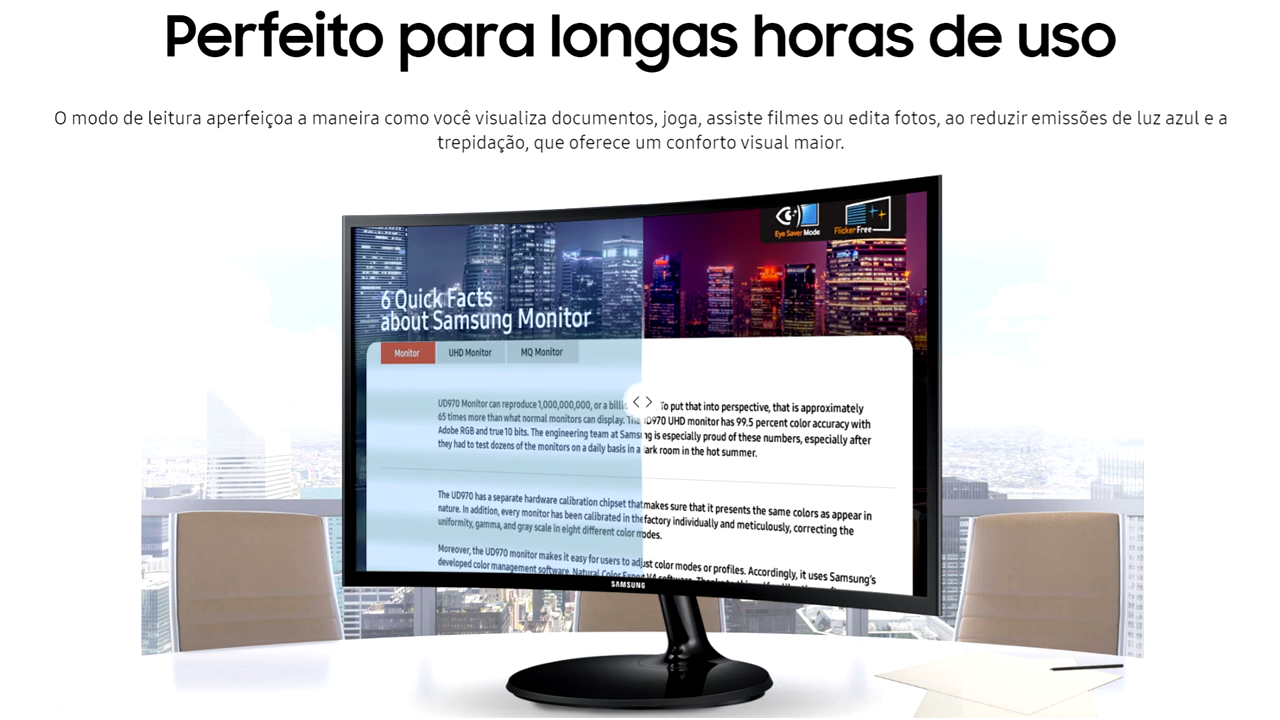 Perfeito para longas horas de uso
O modo de leitura aperfeiçoa a maneira como você visualiza documentos, joga, assiste filmes ou edita fotos, ao reduzir emissões de luz azul e a
trepidação, que oferece um conforto visual maior.
Eye Saver Mode
Flicker Free
6 Quick Facts
about Samsung Monitor
Monitor
UHD Monitor
MQ Monitor
UD970 Monitor can reproduce 1,000,000,000, or a To put that into perspective, that is approximately
65 times more than what normal monitors can display. The UD970 UHD monitor has 99.5 percent color accuracy with
Adobe RGB and true 10 bits. The engineering team at Samsung is especially proud of these numbers, especially after
they had to test dozens of the monitors on a daily basis in a dark room in the hot summer.
The UD970 has a separate hardware calibration chipset that makes sure that it presents the same colors as appear in
nature. In addition, every monitor has been calibrated in the factory individually and meticulously, correcting the
uniformity, gamma, and gray scale in eight different color modes.
Moreover, the UD970 monitor makes it easy for users to adjust color modes or profiles. Accordingly, it uses Samsung's
developed color management software, Natural Color Expert
SAMSUNG